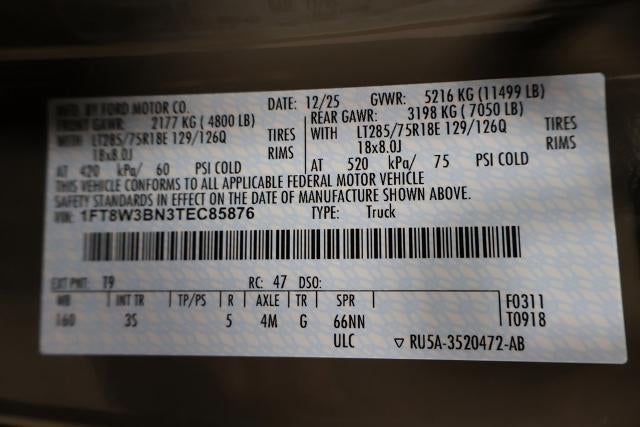 MFD. BY FORD MOTOR CO. DATE: 12/25 GVWR: 5216 KG (11499 LB)
FRONT GAWR: 2177 KG (4800 LB) REAR GAWR: 3198 KG (7050 LB)
WITH LT285/75R18E 129/126Q TIRES WITH LT285/75R18E 129/126Q TIRES
18x8.0J RIMS 18x8.0J RIMS
AT 420 kPa/ 60 PSI COLD AT 520 kPa/ 75 PSI COLD
THIS VEHICLE CONFORMS TO ALL APPLICABLE FEDERAL MOTOR VEHICLE
SAFETY STANDARDS IN EFFECT ON THE DATE OF MANUFACTURE SHOWN ABOVE.
VIN: 1FT8W3BN3TEC85876 TYPE: Truck
EXT PNT: T9 RC: 47 DSO:
WB INT TR TP/PS R AXLE TR SPR F0311
160 3S 5 4M G 66NN T0918
ULC ▽ RU5A-3520472-AB